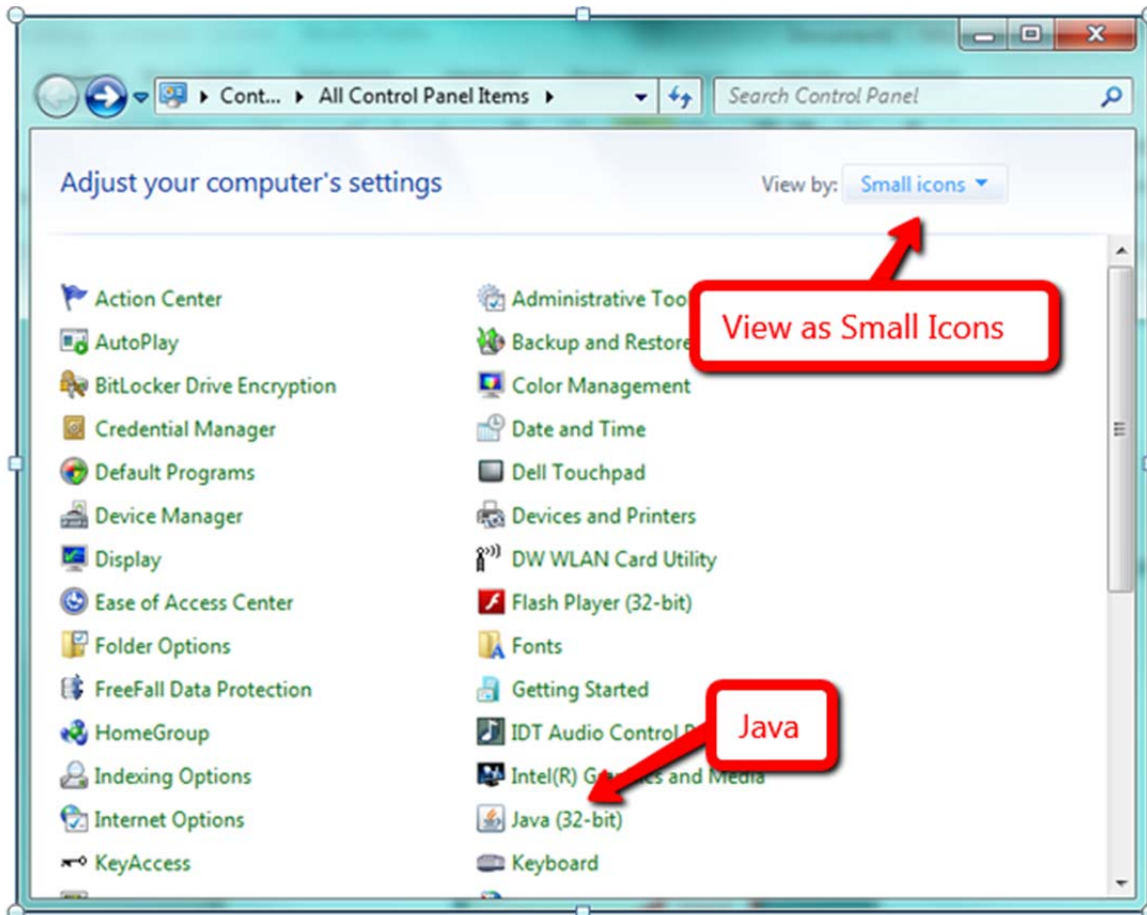 Cont... All Control Panel Items Search Control Panel
Adjust your computer's settings View by: Small icons
View as Small Icons
Action Center Administrative Too
AutoPlay Backup and Restore
BitLocker Drive Encryption Color Management
Credential Manager Date and Time
Default Programs Dell Touchpad
Device Manager Devices and Printers
Display DW WLAN Card Utility
Ease of Access Center Flash Player (32-bit)
Folder Options Fonts
FreeFall Data Protection Getting Started
Java
HomeGroup IDT Audio Control
Indexing Options Intel(R) and Media
Internet Options Java (32-bit)
KeyAccess Keyboard